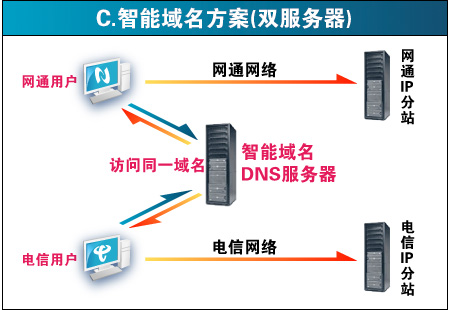 C.智能域名方案(双服务器)
网通用户
网通网络
网通IP分站
访问同一域名
智能域名
DNS服务器
电信用户
电信网络
电信IP分站